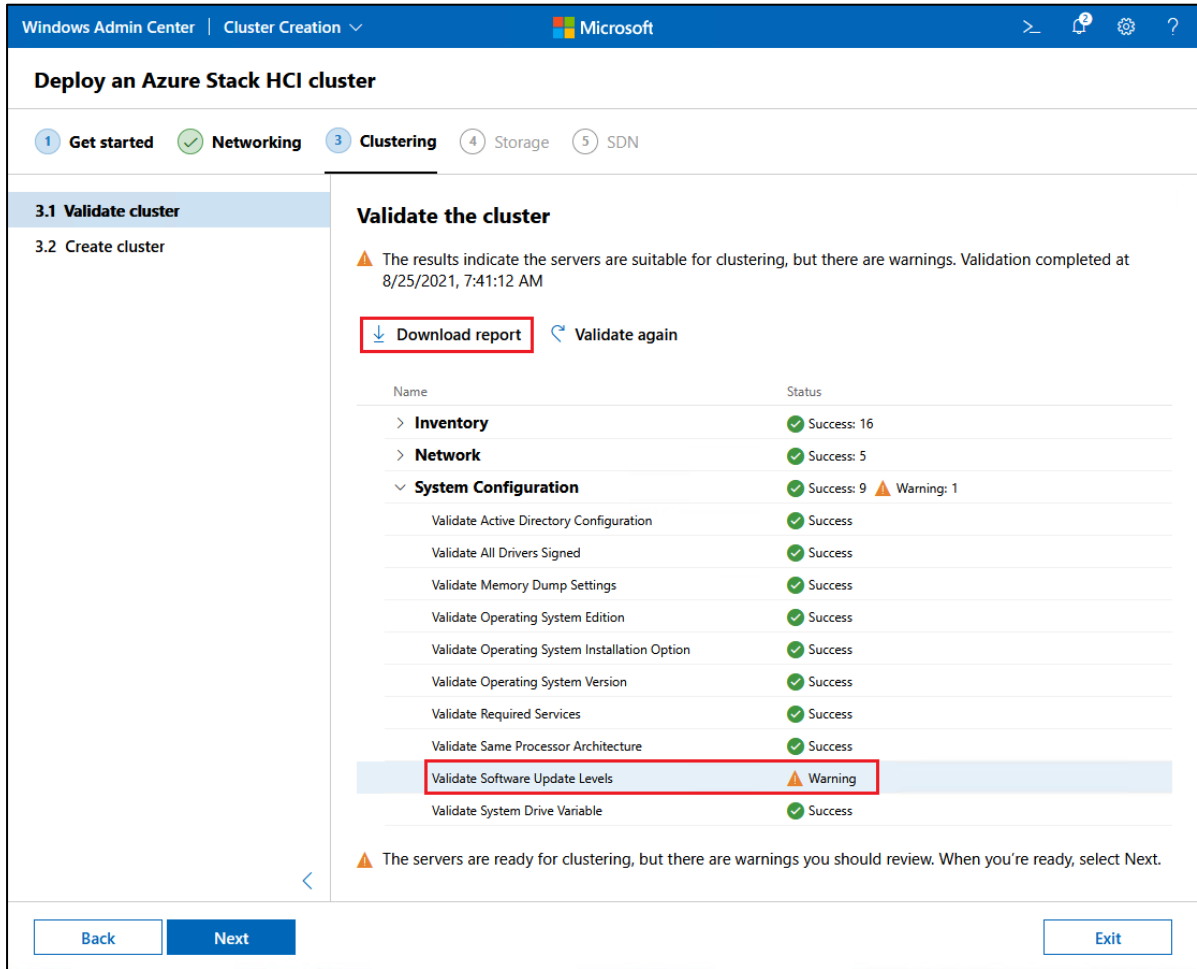 Windows Admin Center | Cluster Creation
Microsoft
2
Deploy an Azure Stack HCI cluster
1 Get started
Networking
3 Clustering
4 Storage
5 SDN
3.1 Validate cluster
3.2 Create cluster
Validate the cluster
The results indicate the servers are suitable for clustering, but there are warnings. Validation completed at
8/25/2021, 7:41:12 AM
Download report
Validate again
Name Status
Inventory Success: 16
Network Success: 5
System Configuration Success: 9 Warning: 1
Validate Active Directory Configuration Success
Validate All Drivers Signed Success
Validate Memory Dump Settings Success
Validate Operating System Edition Success
Validate Operating System Installation Option Success
Validate Operating System Version Success
Validate Required Services Success
Validate Same Processor Architecture Success
Validate Software Update Levels Warning
Validate System Drive Variable Success
The servers are ready for clustering, but there are warnings you should review. When you're ready, select Next.
Back
Next
Exit